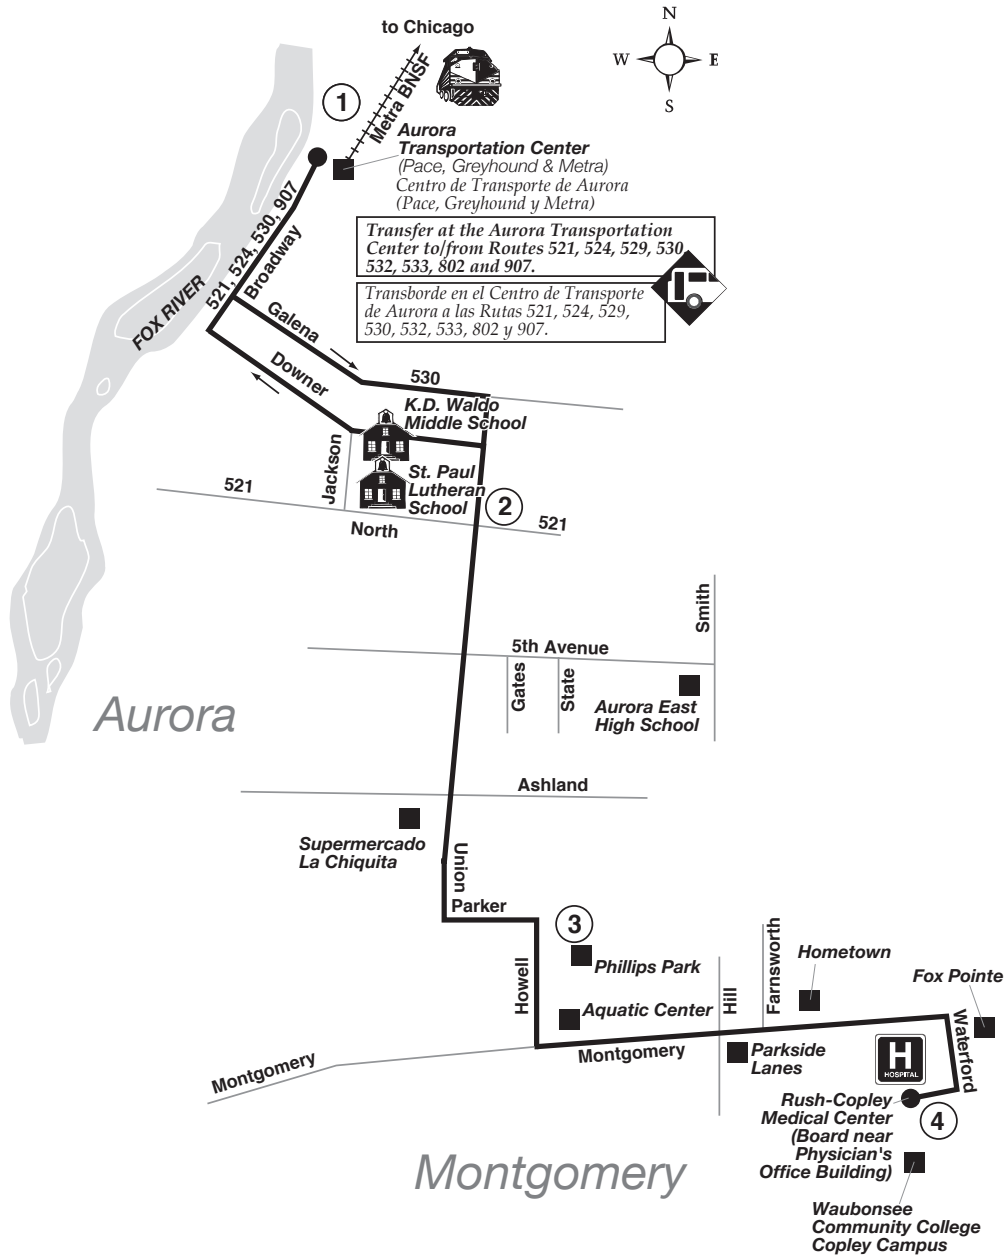 to Chicago
N
W
E
S
1
Metra BNSF
Aurora
Transportation Center
(Pace, Greyhound & Metra)
Centro de Transporte de Aurora
(Pace, Greyhound y Metra)
521, 524, 530, 907
Broadway
Transfer at the Aurora Transportation
Center to/from Routes 521, 524, 529, 530,
532, 533, 802 and 907.
Transborde en el Centro de Transporte
de Aurora a las Rutas 521, 524, 529,
530, 532, 533, 802 y 907.
FOX RIVER
Galena
Downer
530
K.D. Waldo
Middle School
Jackson
St. Paul
Lutheran
School
521
2
521
North
Smith
5th Avenue
Gates
State
Aurora East
High School
Aurora
Ashland
Supermercado
La Chiquita
Union
Parker
3
Howell
Phillips Park
Aquatic Center
Hill
Farnsworth
Hometown
Fox Pointe
Waterford
Montgomery
Montgomery
Parkside
Lanes
H
HOSPITAL
Rush-Copley
Medical Center
(Board near
Physician's
Office Building)
4
Montgomery
Waubonsee
Community College
Copley Campus